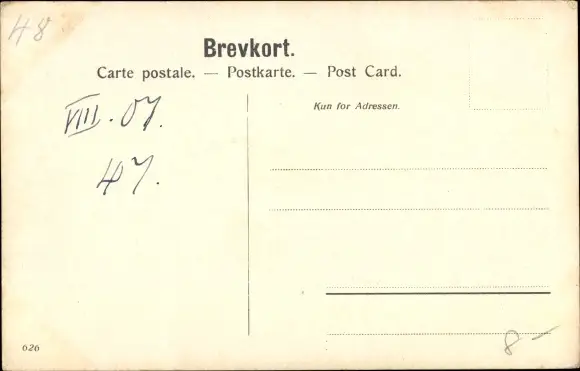 48
Brevkort.
Carte postale. — Postkarte. — Post Card.
Kun for Adressen.
VIII. 07.
47.
8 –
626